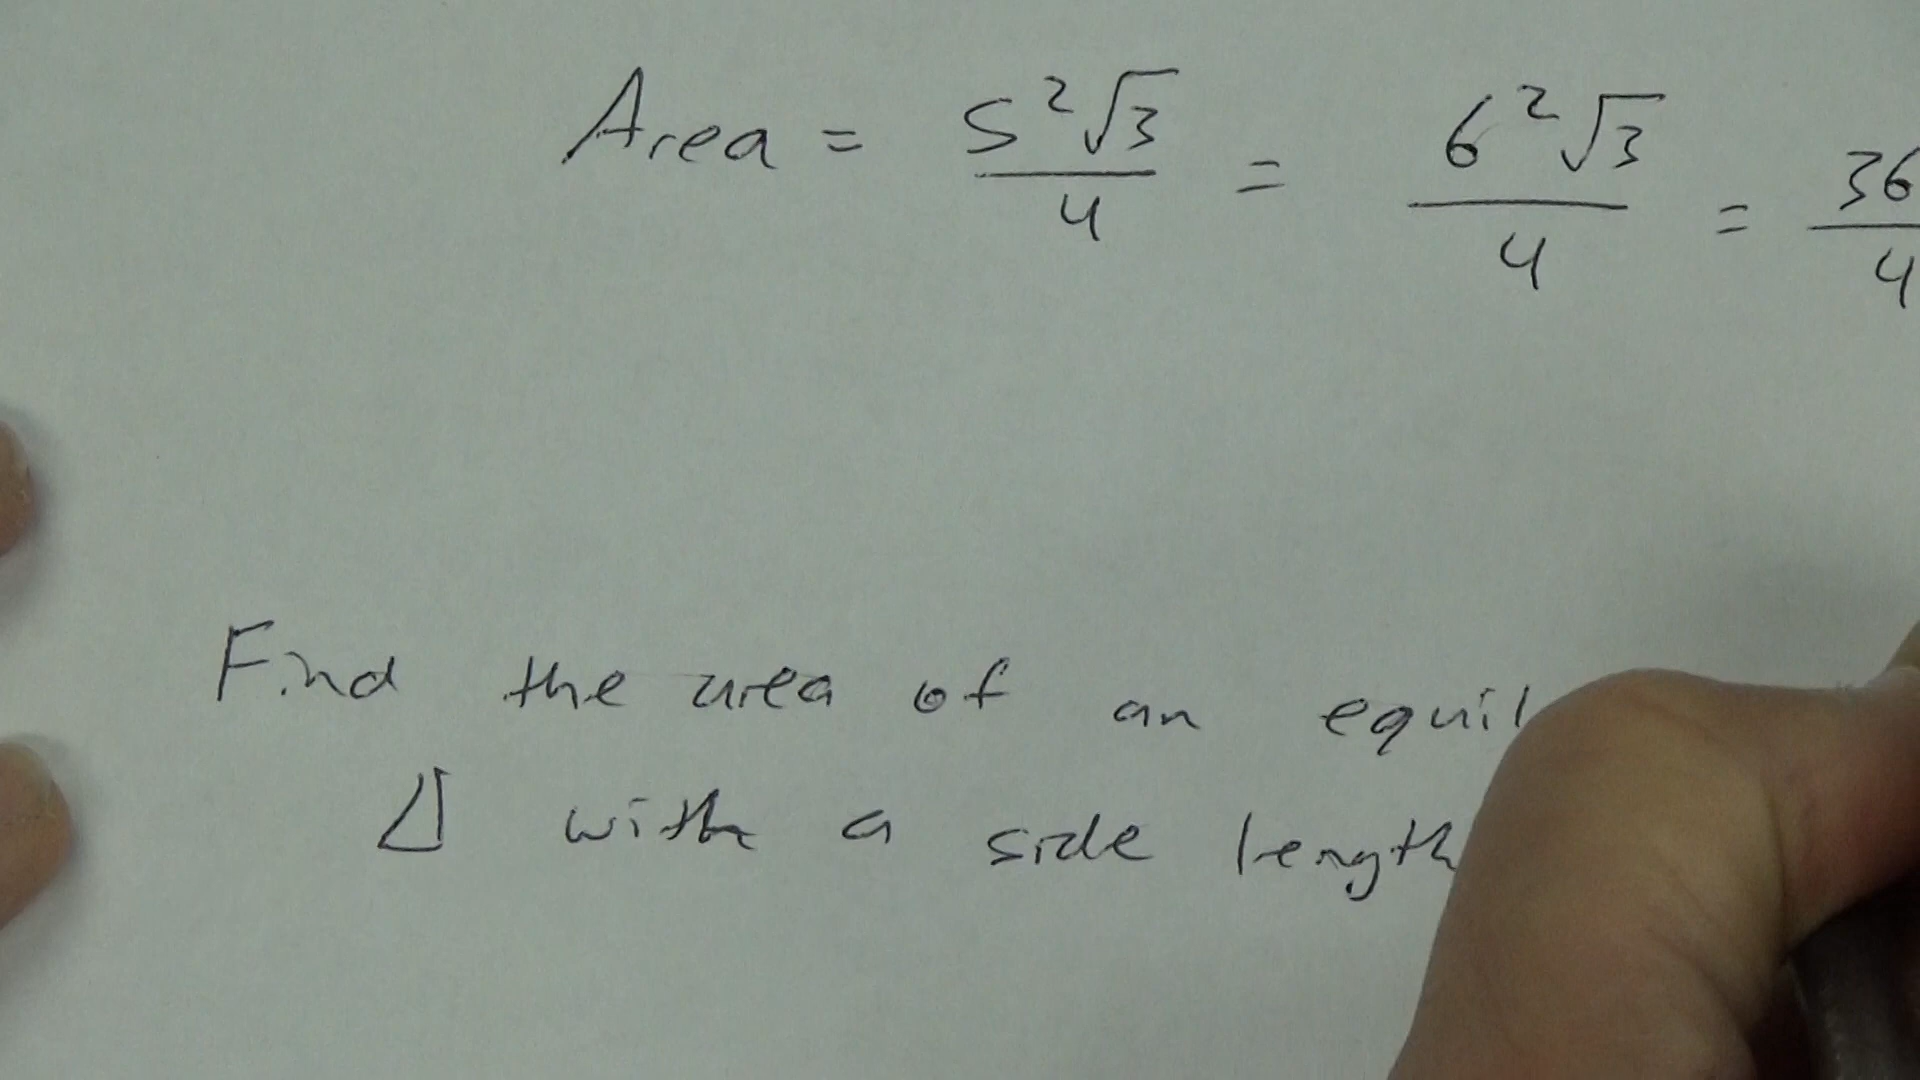 Area = s²√3/4 = 6²√3/4 = 36/4
Find the area of an equil
Δ with a side length